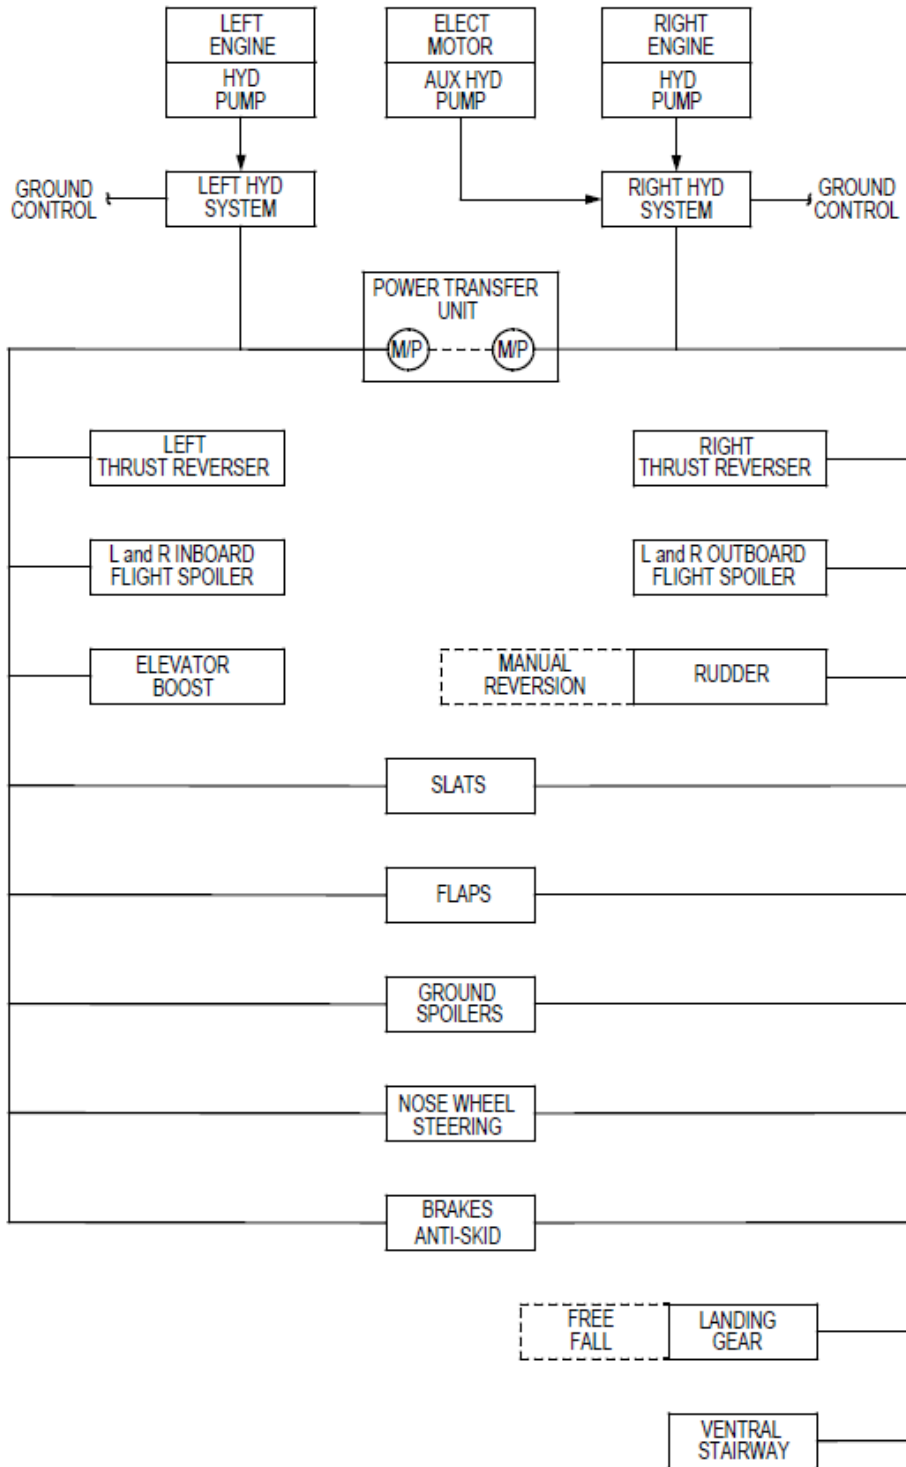 LEFT
ENGINE
HYD
PUMP
ELECT
MOTOR
AUX HYD
PUMP
RIGHT
ENGINE
HYD
PUMP
GROUND
CONTROL
LEFT HYD
SYSTEM
RIGHT HYD
SYSTEM
GROUND
CONTROL
POWER TRANSFER
UNIT
M/P
M/P
LEFT
THRUST REVERSER
RIGHT
THRUST REVERSER
L and R INBOARD
FLIGHT SPOILER
L and R OUTBOARD
FLIGHT SPOILER
ELEVATOR
BOOST
MANUAL
REVERSION
RUDDER
SLATS
FLAPS
GROUND
SPOILERS
NOSE WHEEL
STEERING
BRAKES
ANTI-SKID
FREE
FALL
LANDING
GEAR
VENTRAL
STAIRWAY